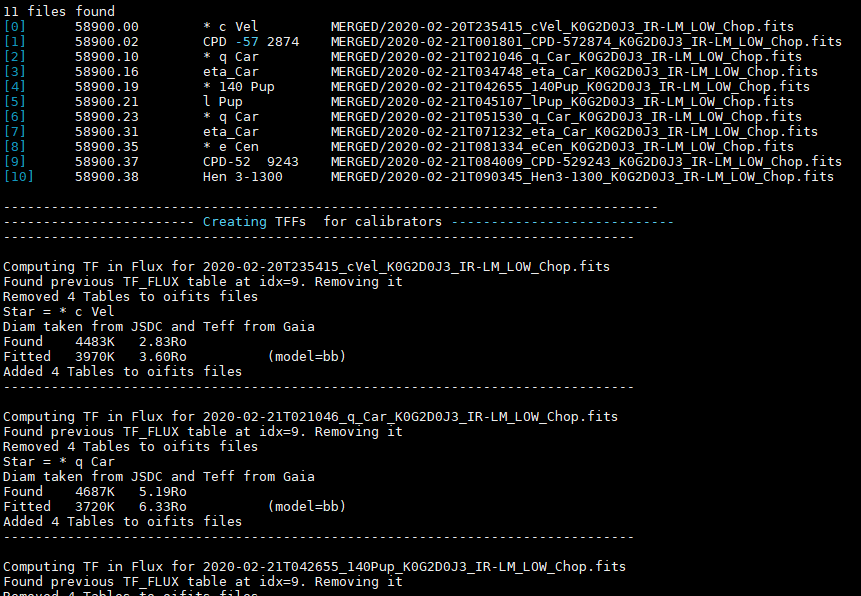 11 files found
[0] 58900.00 * c Vel MERGED/2020-02-20T235415_cVel_K0G2D0J3_IR-LM_LOW_Chop.fits
[1] 58900.02 CPD -57 2874 MERGED/2020-02-21T001801_CPD-572874_K0G2D0J3_IR-LM_LOW_Chop.fits
[2] 58900.10 * q Car MERGED/2020-02-21T021046_q_Car_K0G2D0J3_IR-LM_LOW_Chop.fits
[3] 58900.16 eta_Car MERGED/2020-02-21T034748_eta_Car_K0G2D0J3_IR-LM_LOW_Chop.fits
[4] 58900.19 * 140 Pup MERGED/2020-02-21T042655_140Pup_K0G2D0J3_IR-LM_LOW_Chop.fits
[5] 58900.21 l Pup MERGED/2020-02-21T045107_lPup_K0G2D0J3_IR-LM_LOW_Chop.fits
[6] 58900.23 * q Car MERGED/2020-02-21T051530_q_Car_K0G2D0J3_IR-LM_LOW_Chop.fits
[7] 58900.31 eta_Car MERGED/2020-02-21T071232_eta_Car_K0G2D0J3_IR-LM_LOW_Chop.fits
[8] 58900.35 * e Cen MERGED/2020-02-21T081334_eCen_K0G2D0J3_IR-LM_LOW_Chop.fits
[9] 58900.37 CPD-52  9243 MERGED/2020-02-21T084009_CPD-529243_K0G2D0J3_IR-LM_LOW_Chop.fits
[10] 58900.38 Hen 3-1300 MERGED/2020-02-21T090345_Hen3-1300_K0G2D0J3_IR-LM_LOW_Chop.fits
----------------------------------------------------------------------------------
------------------------ Creating TFFs  for calibrators ----------------------------
-------------------------------------------------------------------------------
Computing TF in Flux for 2020-02-20T235415_cVel_K0G2D0J3_IR-LM_LOW_Chop.fits
Found previous TF_FLUX table at idx=9. Removing it
Removed 4 Tables to oifits files
Star = * c Vel
Diam taken from JSDC and Teff from Gaia
Found 4483K 2.83Ro
Fitted 3970K 3.60Ro (model=bb)
Added 4 Tables to oifits files
-------------------------------------------------------------------------------
Computing TF in Flux for 2020-02-21T021046_q_Car_K0G2D0J3_IR-LM_LOW_Chop.fits
Found previous TF_FLUX table at idx=9. Removing it
Removed 4 Tables to oifits files
Star = * q Car
Diam taken from JSDC and Teff from Gaia
Found 4687K 5.19Ro
Fitted 3720K 6.33Ro (model=bb)
Added 4 Tables to oifits files
-------------------------------------------------------------------------------
Computing TF in Flux for 2020-02-21T042655_140Pup_K0G2D0J3_IR-LM_LOW_Chop.fits
Found previous TF_FLUX table at idx=9. Removing it
Removed 4 Tables to oifits files